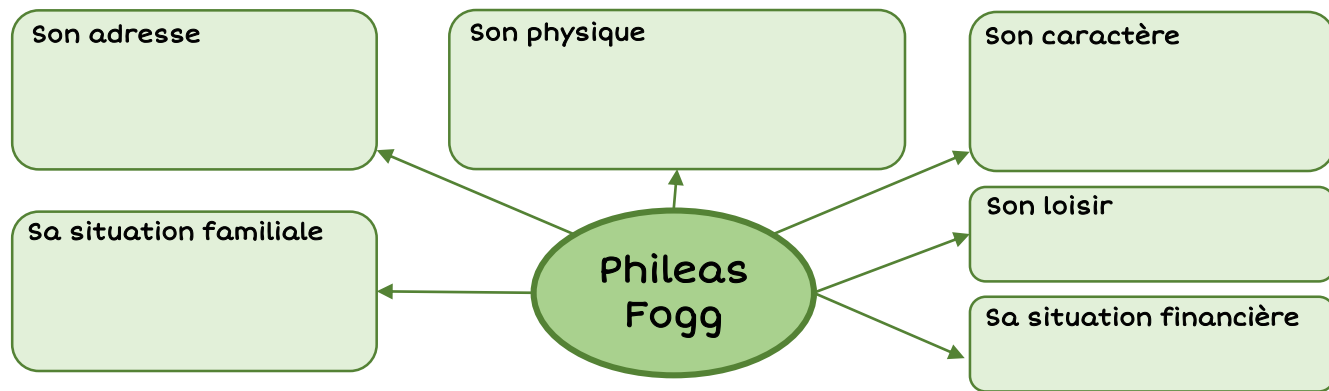 Son adresse
Son physique
Son caractère
Sa situation familiale
Son loisir
Phileas
Fogg
Sa situation financière